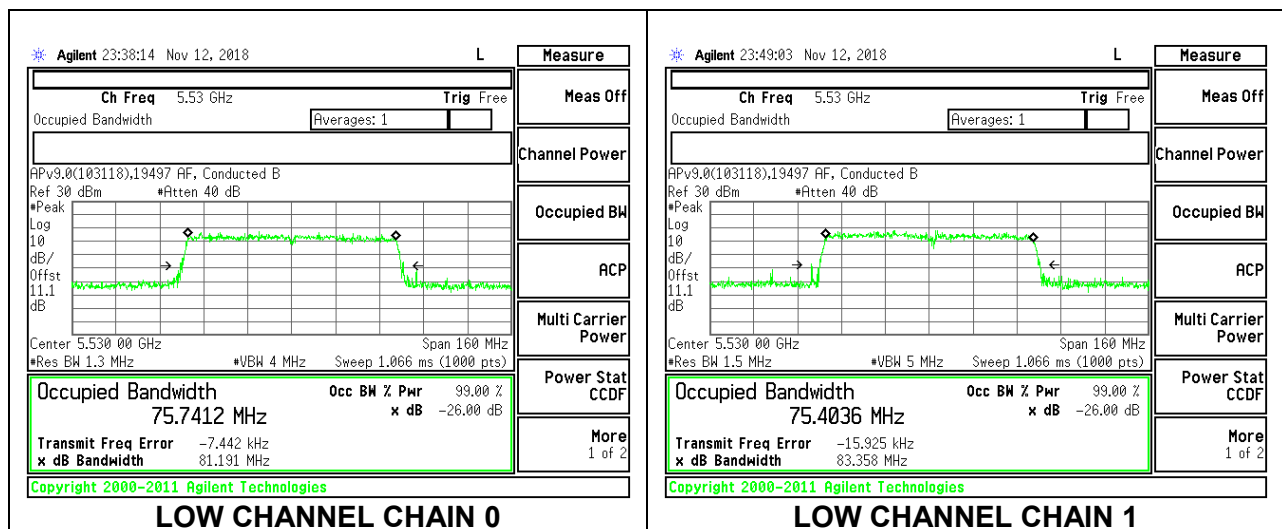 Agilent 23:38:14 Nov 12, 2018 L Measure
Ch Freq 5.53 GHz Trig Free
Occupied Bandwidth Averages: 1
APv9.0(103118),19497 AF, Conducted B
Ref 30 dBm #Atten 40 dB
#Peak
Log
10
dB/
Offst
11.1
dB
Center 5.530 00 GHz Span 160 MHz
#Res BW 1.3 MHz #VBW 4 MHz Sweep 1.066 ms (1000 pts)
Occupied Bandwidth Occ BW % Pwr 99.00 %
75.7412 MHz x dB -26.00 dB
Transmit Freq Error -7.442 kHz
x dB Bandwidth 81.191 MHz
Copyright 2000-2011 Agilent Technologies
Meas Off
Channel Power
Occupied BW
ACP
Multi Carrier
Power
Power Stat
CCDF
More
1 of 2
LOW CHANNEL CHAIN 0
Agilent 23:49:03 Nov 12, 2018 L Measure
Ch Freq 5.53 GHz Trig Free
Occupied Bandwidth Averages: 1
APv9.0(103118),19497 AF, Conducted B
Ref 30 dBm #Atten 40 dB
#Peak
Log
10
dB/
Offst
11.1
dB
Center 5.530 00 GHz Span 160 MHz
#Res BW 1.5 MHz #VBW 5 MHz Sweep 1.066 ms (1000 pts)
Occupied Bandwidth Occ BW % Pwr 99.00 %
75.4036 MHz x dB -26.00 dB
Transmit Freq Error -15.925 kHz
x dB Bandwidth 83.358 MHz
Copyright 2000-2011 Agilent Technologies
Meas Off
Channel Power
Occupied BW
ACP
Multi Carrier
Power
Power Stat
CCDF
More
1 of 2
LOW CHANNEL CHAIN 1